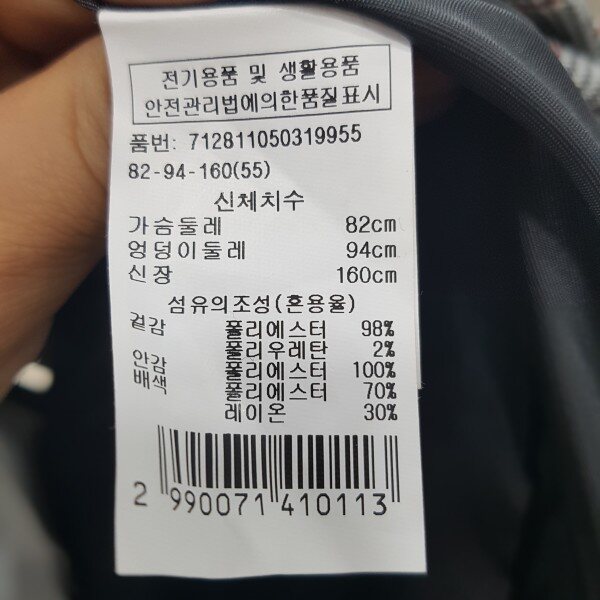 전기용품 및 생활용품
안전관리법에의한품질표시
품번: 712811050319955
82-94-160(55)
신체치수
가슴둘레 82cm
엉덩이둘레 94cm
신장 160cm
섬유의조성(혼용율)
겉감 폴리에스터 98%
폴리우레탄 2%
안감 폴리에스터 100%
배색 폴리에스터 70%
레이온 30%
2 990071 410113